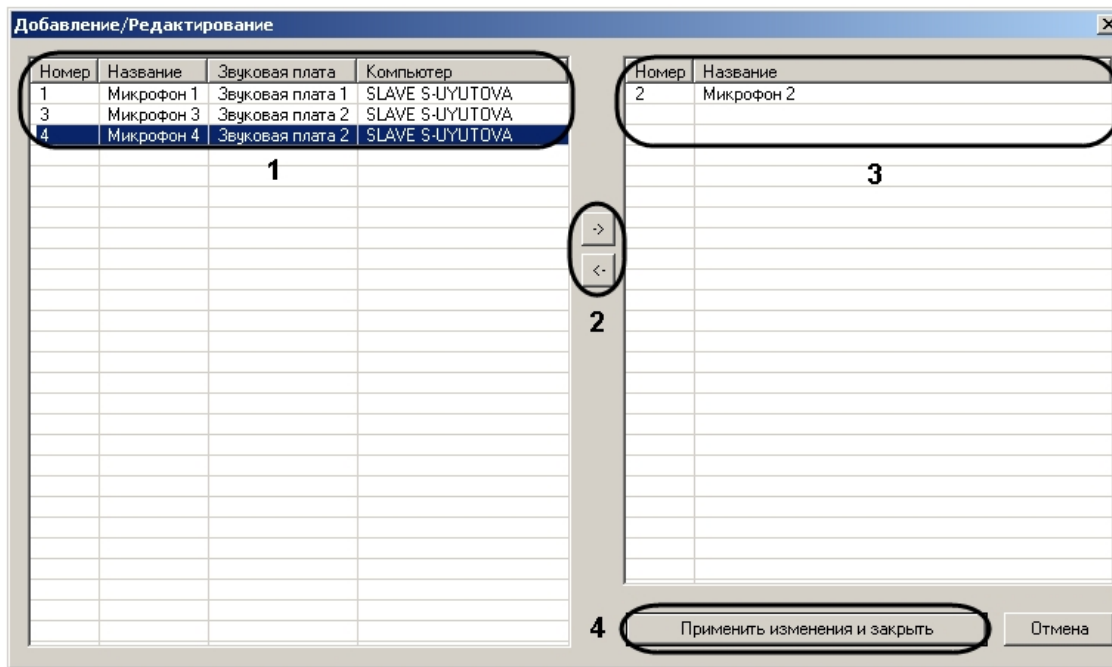 Добавление/Редактирование
Номер Название Звуковая плата Компьютер
1 Микрофон 1 Звуковая плата 1 SLAVE S-UYUTOVA
3 Микрофон 3 Звуковая плата 2 SLAVE S-UYUTOVA
4 Микрофон 4 Звуковая плата 2 SLAVE S-UYUTOVA
1
->
<-
2
Номер Название
2 Микрофон 2
3
4 Применить изменения и закрыть Отмена